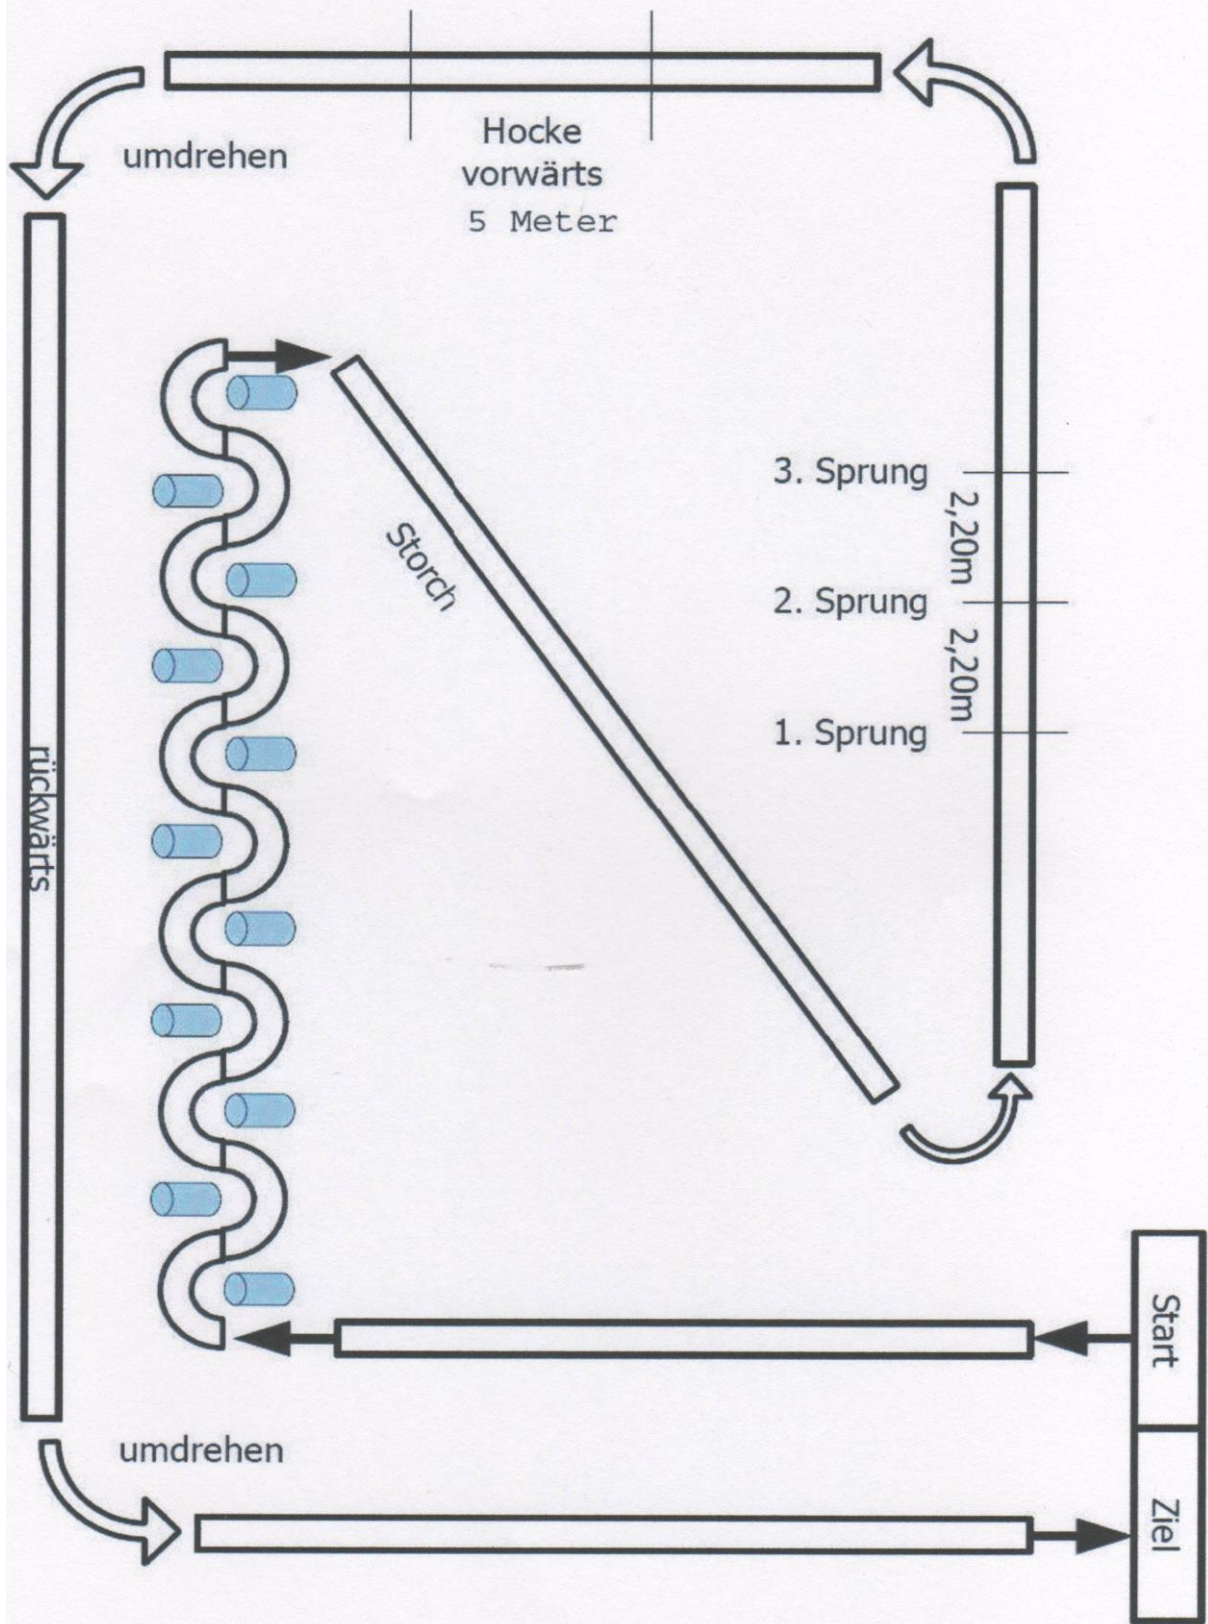 Hocke
vorwärts
5 Meter
umdrehen
3. Sprung
2,20m
Storch
2. Sprung
2,20m
1. Sprung
rückwärts
Start
umdrehen
Ziel